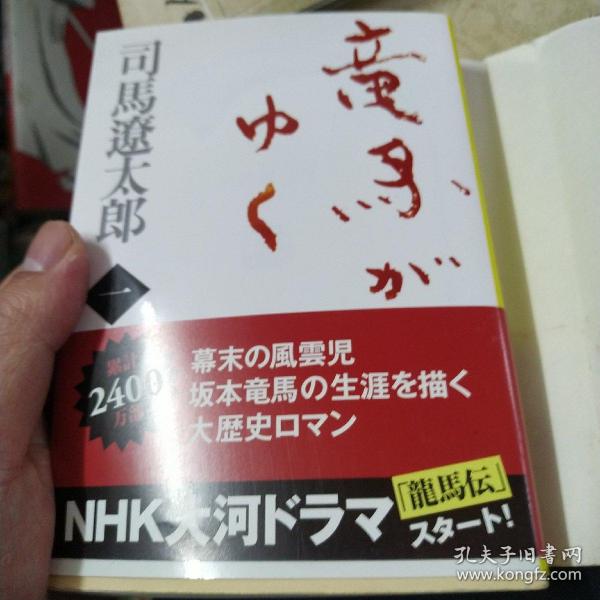 竜馬が
ゆく
司馬遼太郎
一
累計
2400
万部
幕末の風雲児
坂本竜馬の生涯を描く
大歴史ロマン
NHK大河ドラマ
「龍馬伝」
スタート!
孔夫子旧书网
www.kongfz.com